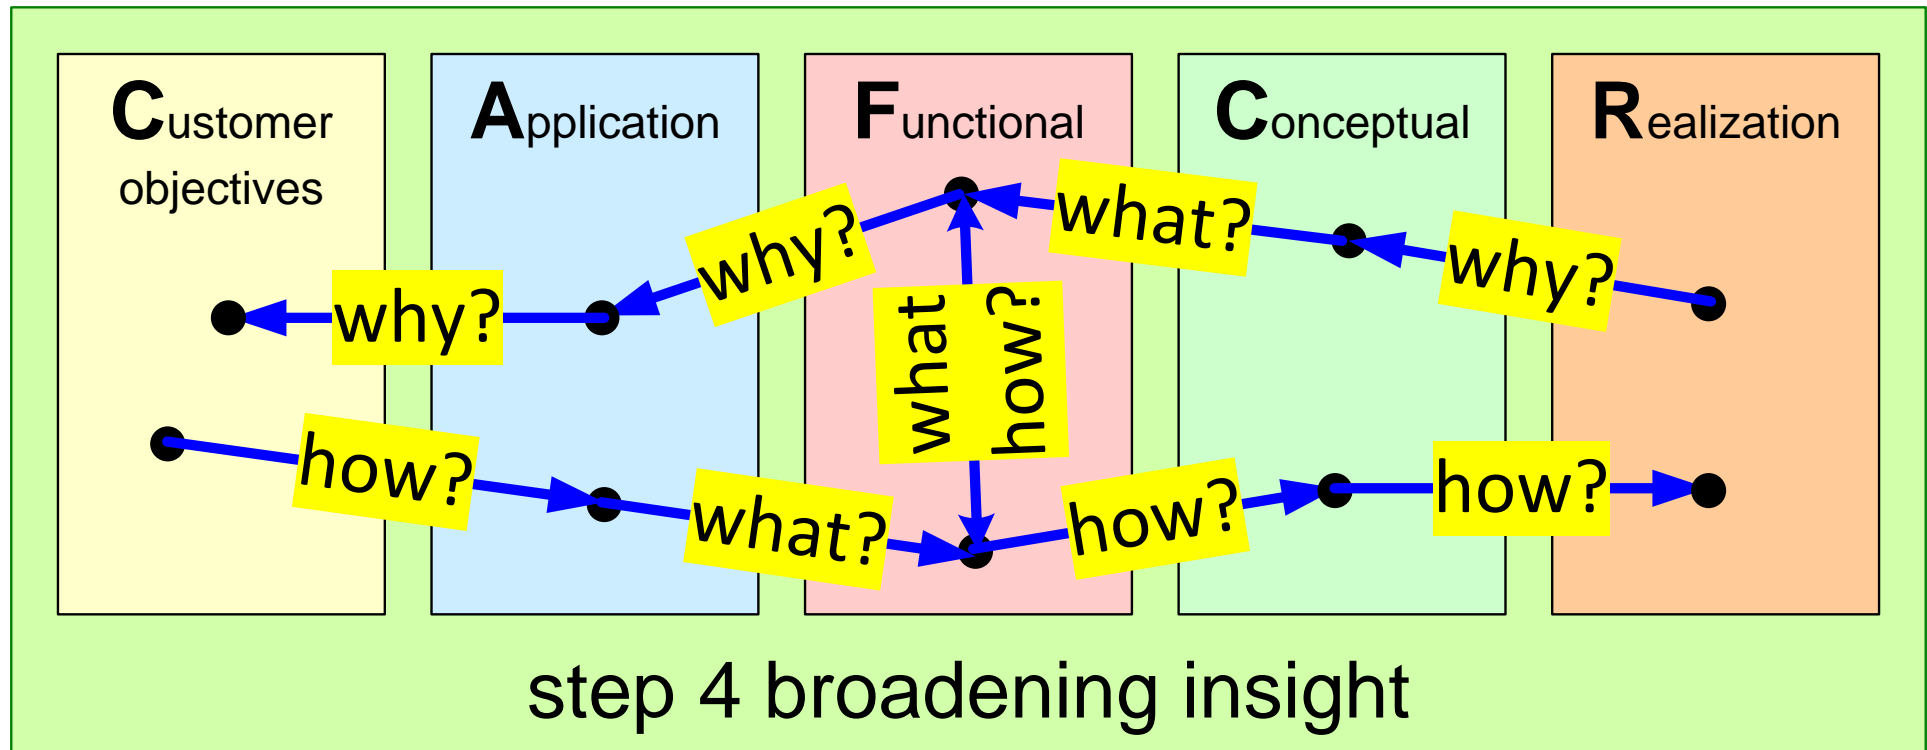 Customer
objectives
Application
Functional
Conceptual
Realization
why?
why?
what?
why?
what
how?
how?
what?
how?
how?
step 4 broadening insight